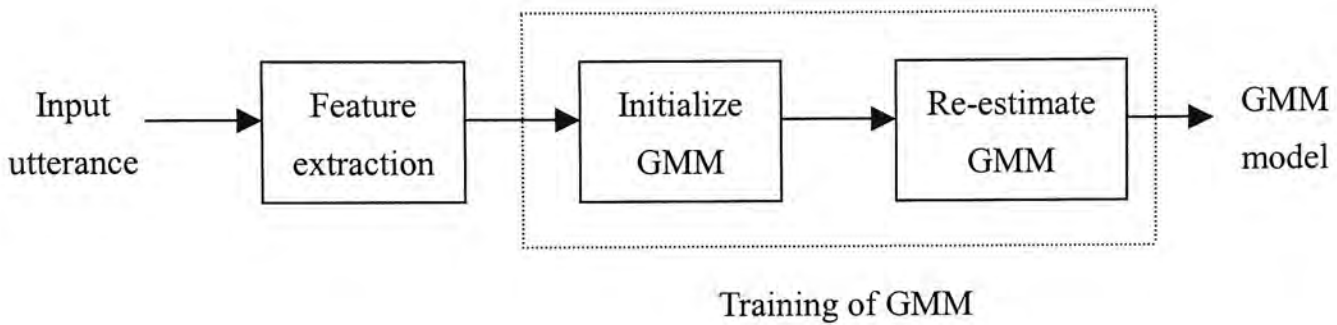 Input
utterance
Feature
extraction
Initialize
GMM
Re-estimate
GMM
GMM
model
Training of GMM